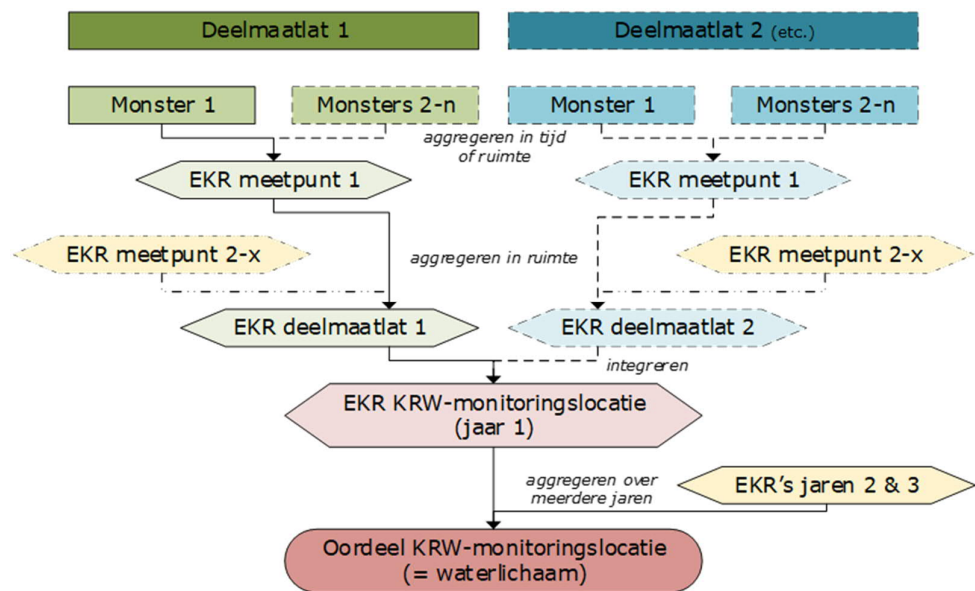 Deelmaatlat 1
Deelmaatlat 2 (etc.)
Monster 1
Monsters 2-n
Monster 1
Monsters 2-n
aggregeren in tijd
of ruimte
EKR meetpunt 1
EKR meetpunt 1
EKR meetpunt 2-x
aggregeren in ruimte
EKR meetpunt 2-x
EKR deelmaatlat 1
EKR deelmaatlat 2
integreren
EKR KRW-monitoringslocatie
(jaar 1)
aggregeren over
meerdere jaren
EKR's jaren 2 & 3
Oordeel KRW-monitoringslocatie
(= waterlichaam)